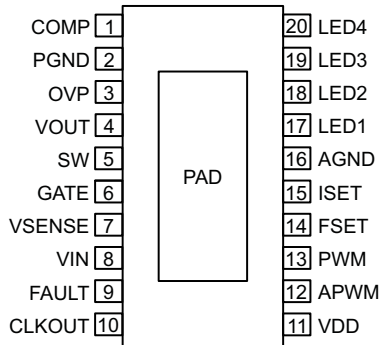 COMP 1 20 LED4
PGND 2 19 LED3
OVP 3 18 LED2
VOUT 4 17 LED1
SW 5 16 AGND
GATE 6 PAD 15 ISET
VSENSE 7 14 FSET
VIN 8 13 PWM
FAULT 9 12 APWM
CLKOUT 10 11 VDD